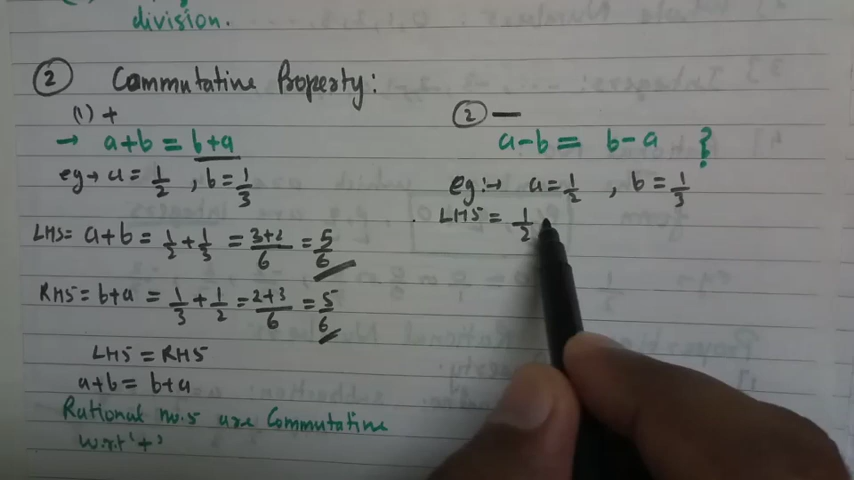 division.
② Commutative Property:
(1) +
→ a+b = b+a
eg → a = 1/2 , b = 1/3
LHS = a+b = 1/2 + 1/3 = 3+2/6 = 5/6
RHS = b+a = 1/3 + 1/2 = 2+3/6 = 5/6
LHS = RHS
a+b = b+a
Rational no.s are Commutative
w.r.t '+'
② —
a-b = b-a ?
eg:→ a = 1/2 , b = 1/3
LHS = 1/2